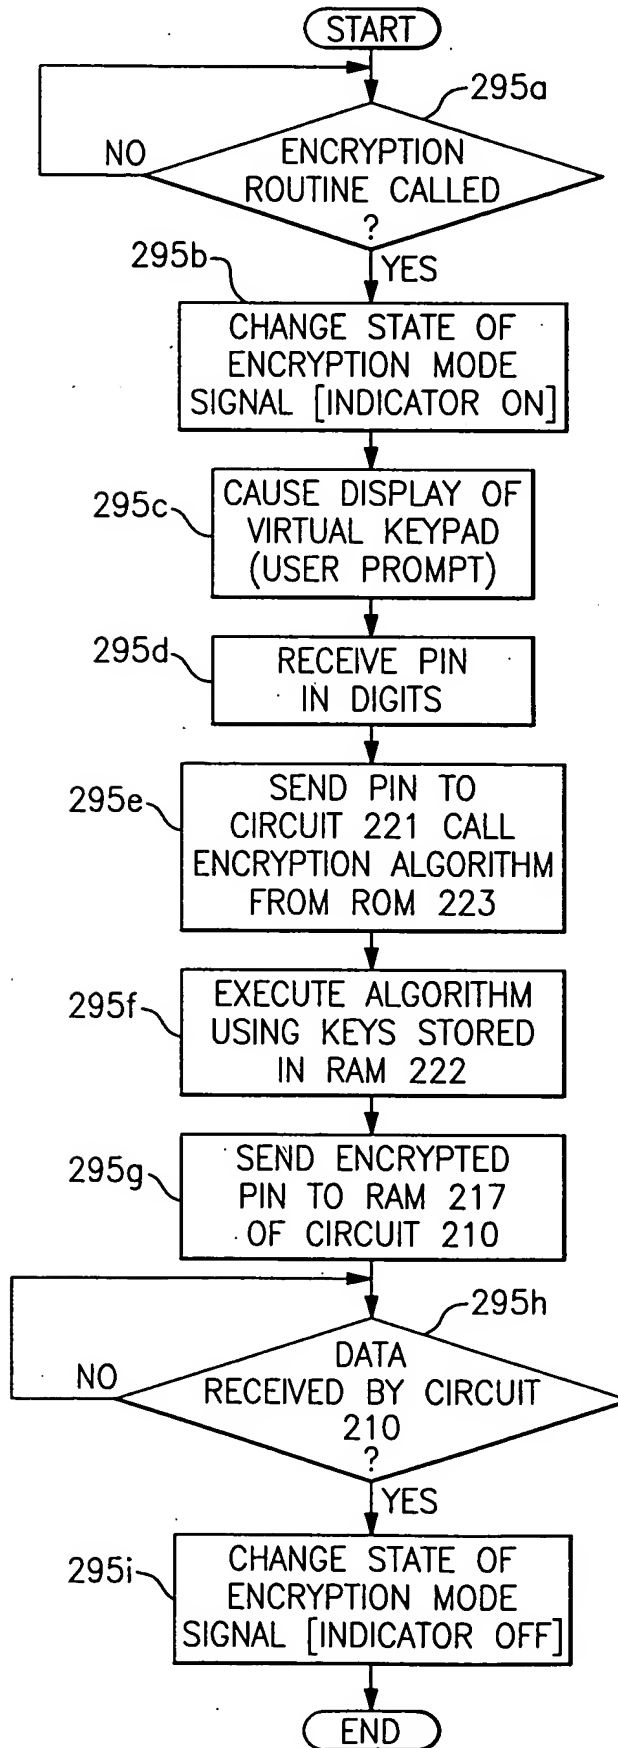 START
295a
NO
ENCRYPTION
ROUTINE CALLED
?
295b
YES
CHANGE STATE OF
ENCRYPTION MODE
SIGNAL [INDICATOR ON]
295c
CAUSE DISPLAY OF
VIRTUAL KEYPAD
(USER PROMPT)
295d
RECEIVE PIN
IN DIGITS
295e
SEND PIN TO
CIRCUIT 221 CALL
ENCRYPTION ALGORITHM
FROM ROM 223
295f
EXECUTE ALGORITHM
USING KEYS STORED
IN RAM 222
295g
SEND ENCRYPTED
PIN TO RAM 217
OF CIRCUIT 210
295h
NO
DATA
RECEIVED BY CIRCUIT
210
?
YES
295i
CHANGE STATE OF
ENCRYPTION MODE
SIGNAL [INDICATOR OFF]
END